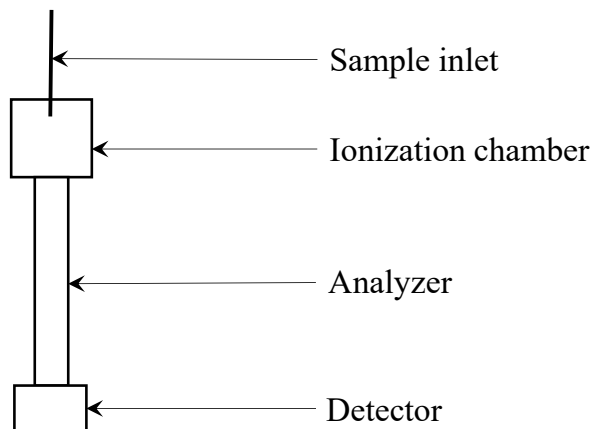 Sample inlet
Ionization chamber
Analyzer
Detector